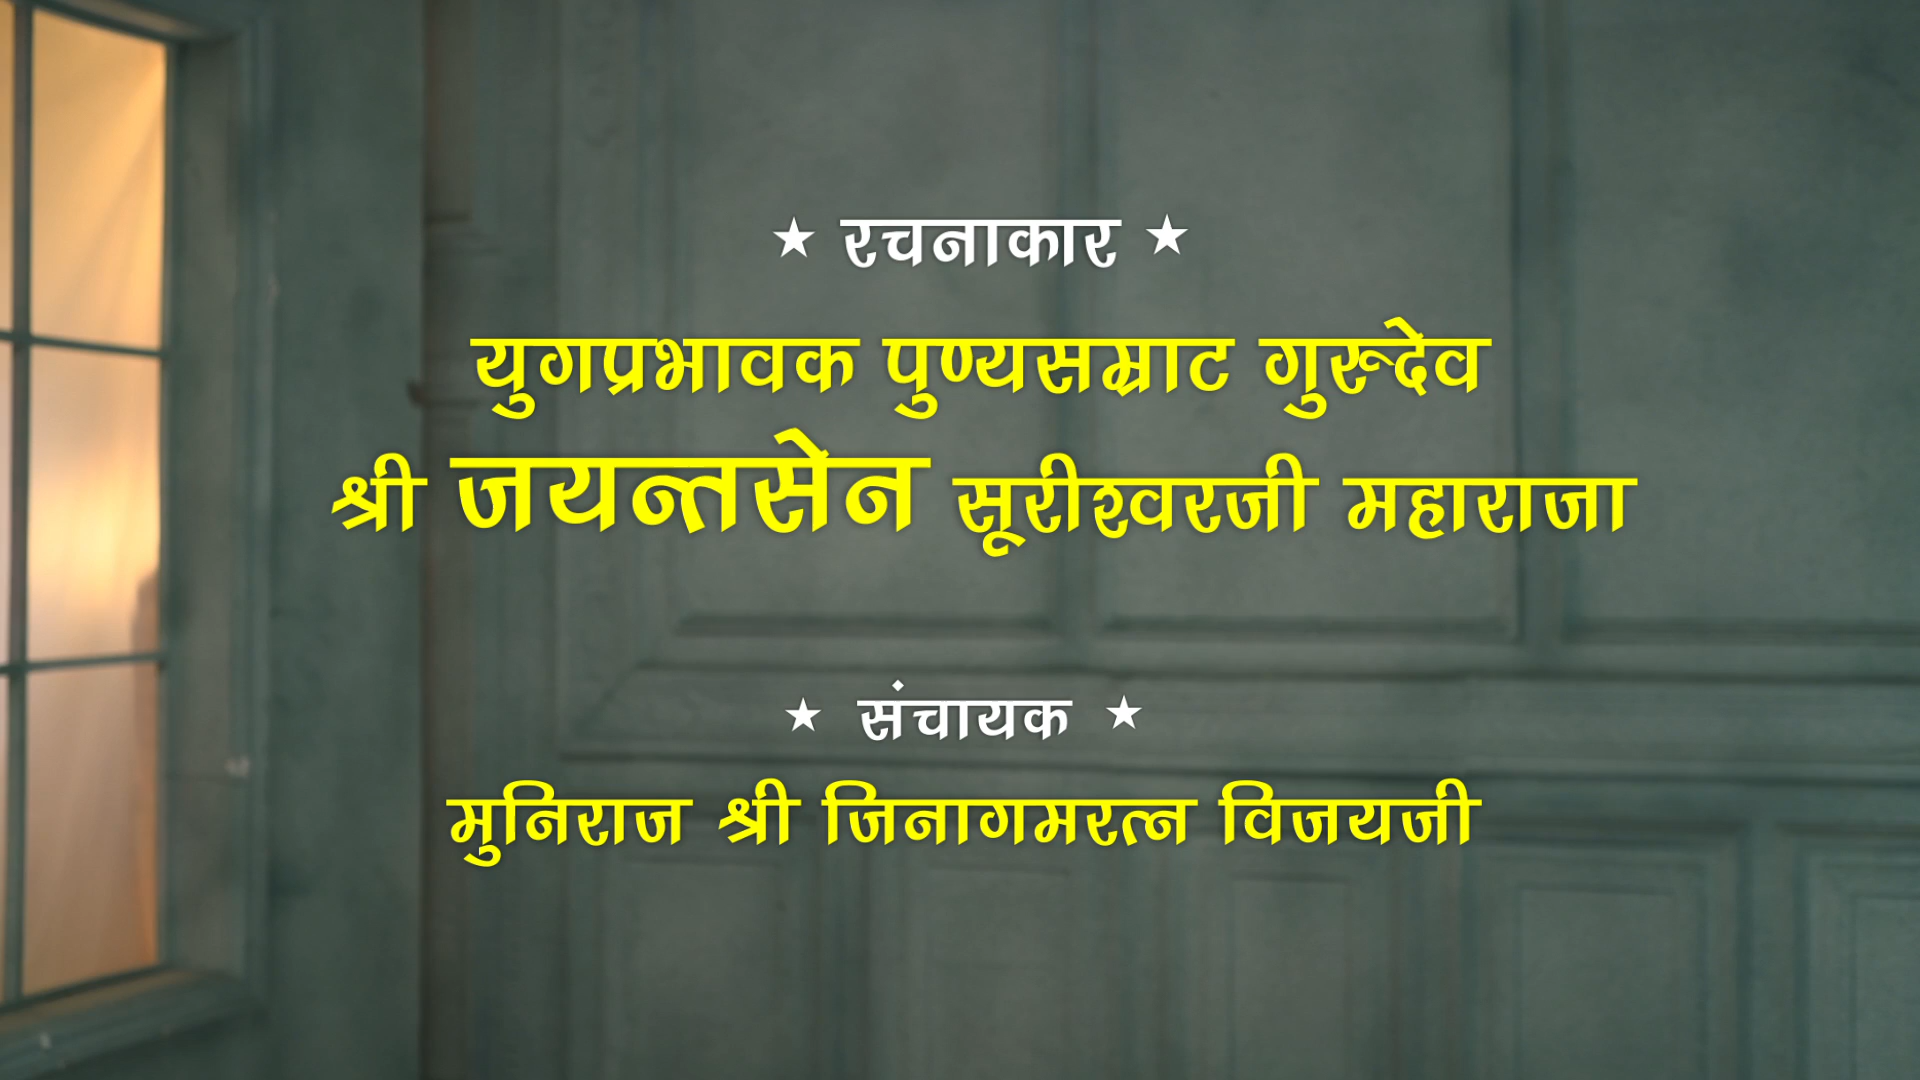 ★ रचनाकार ★
युगप्रभावक पुण्यसम्राट गुरूदेव
श्री जयन्तसेन सूरीश्वरजी महाराजा
★ संचायक ★
मुनिराज श्री जिनागमरत्न विजयजी